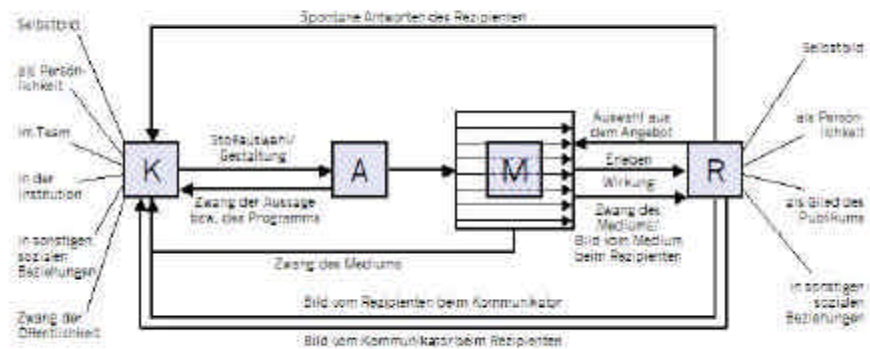 Spontane Antworten des Rezipienten
Selbstbild
als Persön-
lichkeit
im Team
in der
Institution
in sonstigen
sozialen
Beziehungen
Zwang der
Öffentlichkeit
K
Stoffauswahl/
Gestaltung
Zwang der Aussage
bzw. des Programms
A
M
Zwang des Mediums
Auswahl aus
dem Angebot
Erleben
Wirkung
Zwang des
Mediums/
Bild vom Medium
beim Rezipienten
R
Selbstbild
als Persön-
lichkeit
als Glied des
Publikums
in sonstigen
sozialen
Beziehungen
Bild vom Rezipienten beim Kommunikator
Bild vom Kommunikator beim Rezipienten